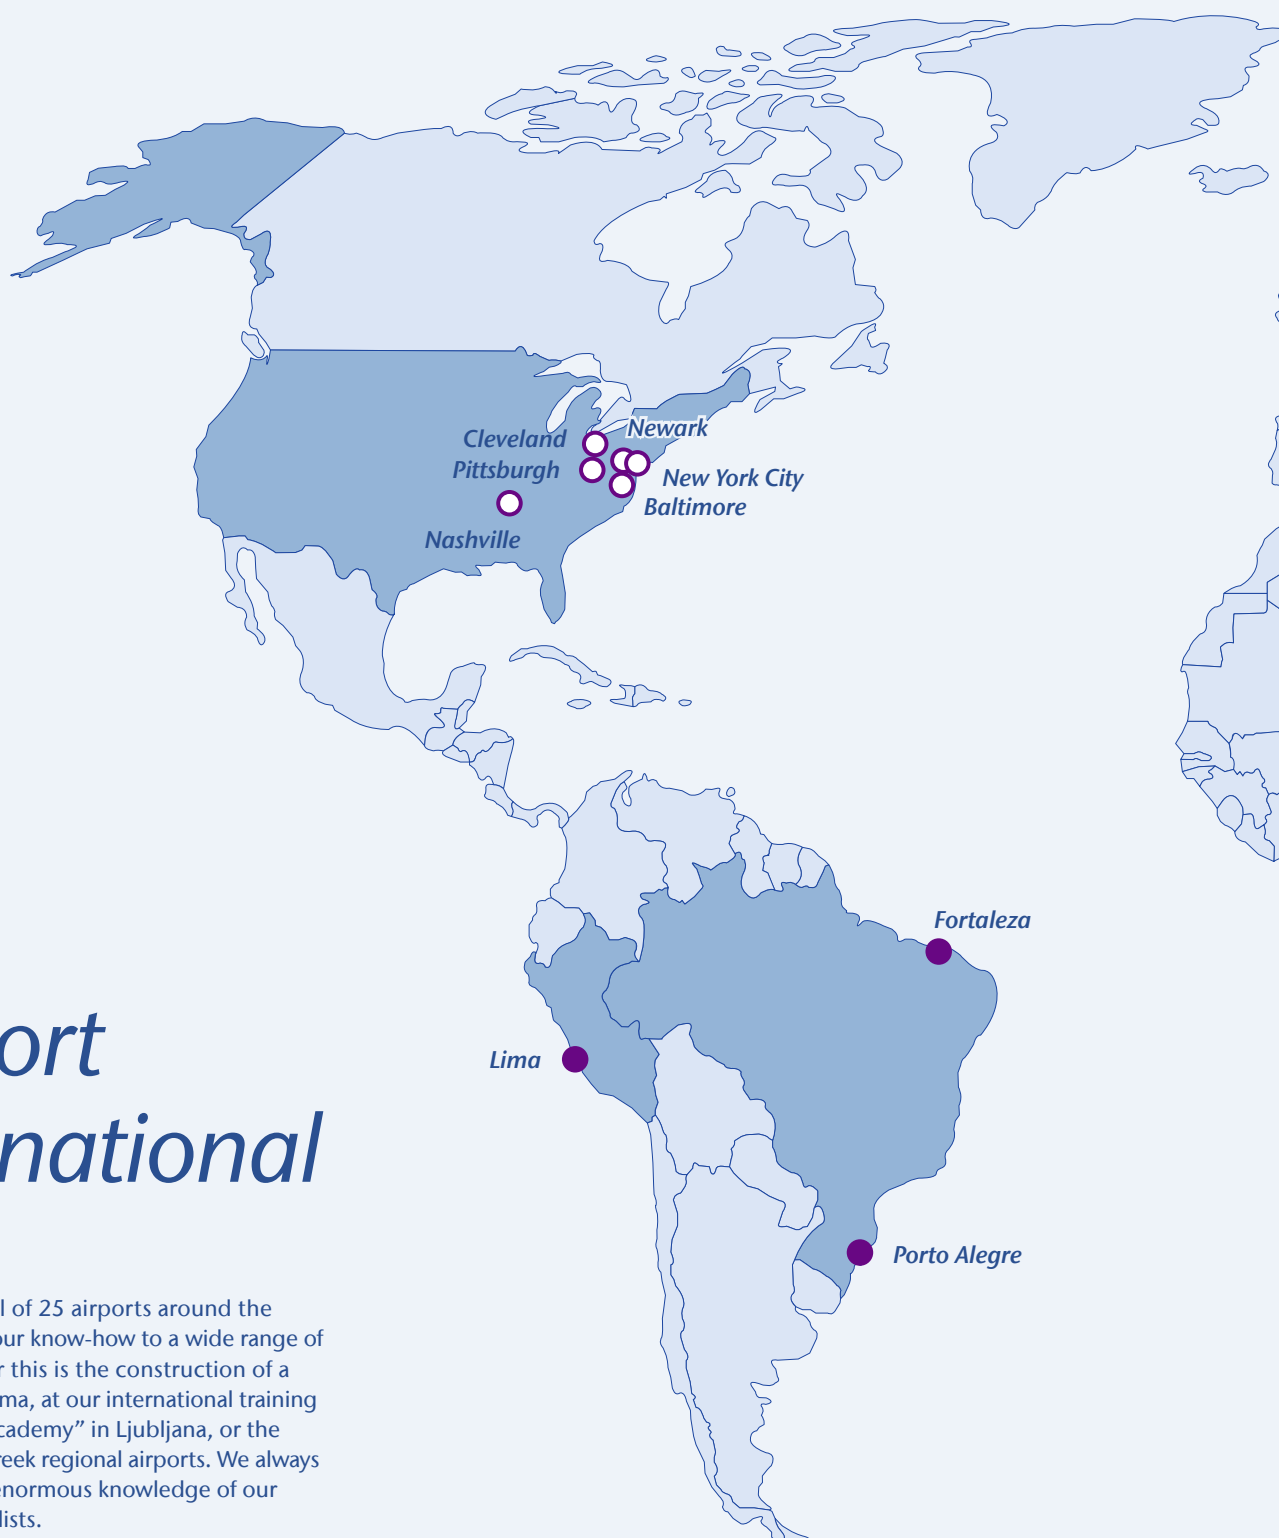 Newark
Cleveland
Pittsburgh
New York City
Baltimore
Nashville
Fortaleza
Lima
Porto Alegre
ort
national
l of 25 airports around the
our know-how to a wide range of
r this is the construction of a
ma, at our international training
cademy” in Ljubljana, or the
reek regional airports. We always
enormous knowledge of our
lists.